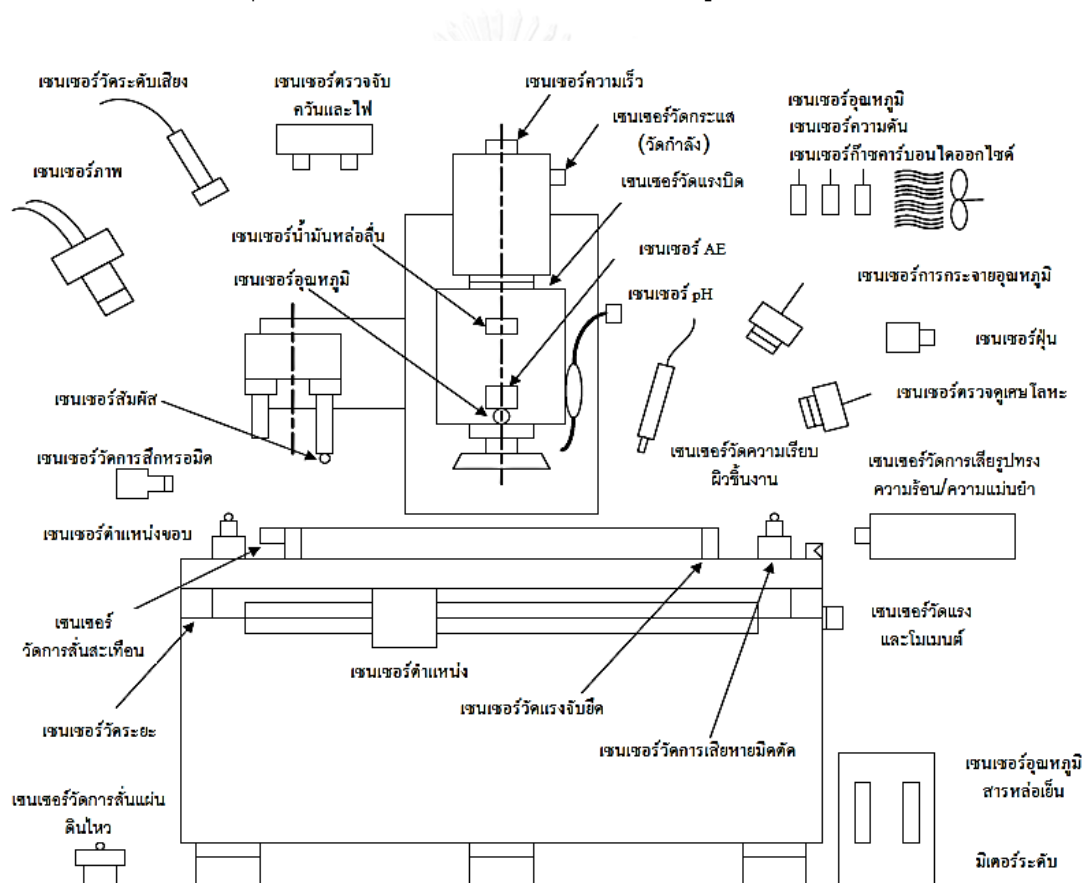 เซนเซอร์วัดระดับเสียง
เซนเซอร์ตรวจจับ
ควันและไฟ
เซนเซอร์ความเร็ว
เซนเซอร์วัดกระแส
(วัดกำลัง)
เซนเซอร์อุณหภูมิ
เซนเซอร์ความดัน
เซนเซอร์ก๊าซคาร์บอนไดออกไซด์
เซนเซอร์ภาพ
เซนเซอร์วัดแรงบิด
เซนเซอร์น้ำมันหล่อลื่น
เซนเซอร์ AE
เซนเซอร์อุณหภูมิ
เซนเซอร์ pH
เซนเซอร์การกระจายอุณหภูมิ
เซนเซอร์ฝุ่น
เซนเซอร์สัมผัส
เซนเซอร์ตรวจดูเศษโลหะ
เซนเซอร์วัดการสึกหรอมีด
เซนเซอร์วัดความเรียบ
ผิวชิ้นงาน
เซนเซอร์วัดการเสียรูปทรง
ความร้อน/ความแม่นยำ
เซนเซอร์ตำแหน่งขอบ
เซนเซอร์
วัดการสั่นสะเทือน
เซนเซอร์วัดแรง
และโมเมนต์
เซนเซอร์ตำแหน่ง
เซนเซอร์วัดแรงจับยึด
เซนเซอร์วัดระยะ
เซนเซอร์วัดการเสียหายมีดตัด
เซนเซอร์อุณหภูมิ
สารหล่อเย็น
เซนเซอร์วัดการสั่นแผ่น
ดินไหว
มิเตอร์ระดับ